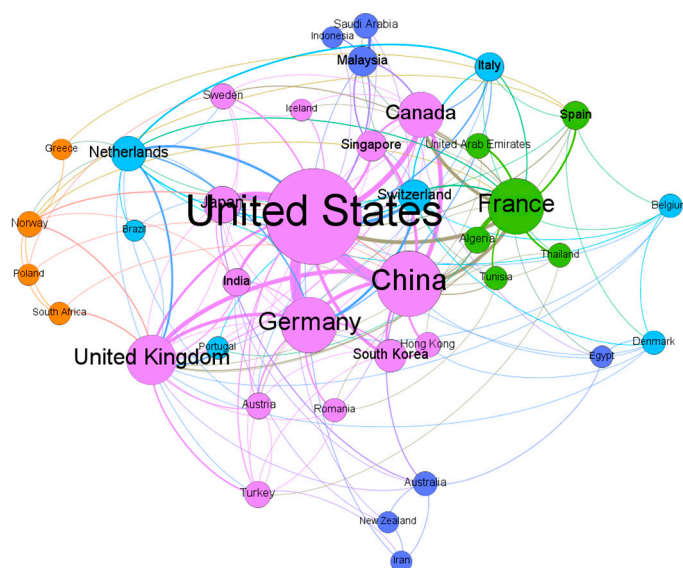 Saudi Arabia
Indonesia
Malaysia
Italy
Sweden
Iceland
Canada
Spain
Greece
Netherlands
Singapore
United Arab Emirates
Japan
Switzerland
United States
France
Belgium
Norway
Brazil
Algeria
Tunisia
Thailand
Poland
India
China
South Africa
Germany
United Kingdom
Portugal
South Korea
Hong Kong
Egypt
Denmark
Austria
Romania
Turkey
Australia
New Zealand
Iran